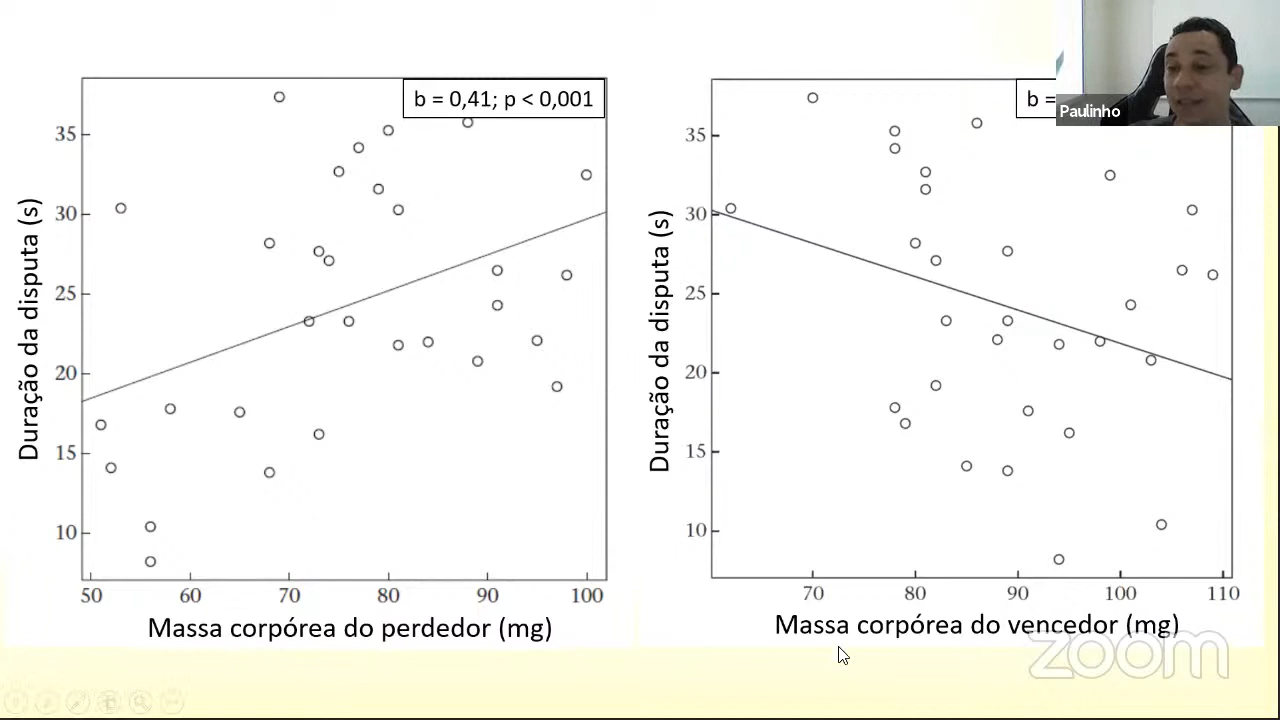 b = 0,41; p < 0,001
35
30
25
20
15
10
Duração da disputa (s)
50 60 70 80 90 100
Massa corpórea do perdedor (mg)
b =
Paulinho
35
30
25
20
15
10
Duração da disputa (s)
70 80 90 100 110
Massa corpórea do vencedor (mg)
zoom